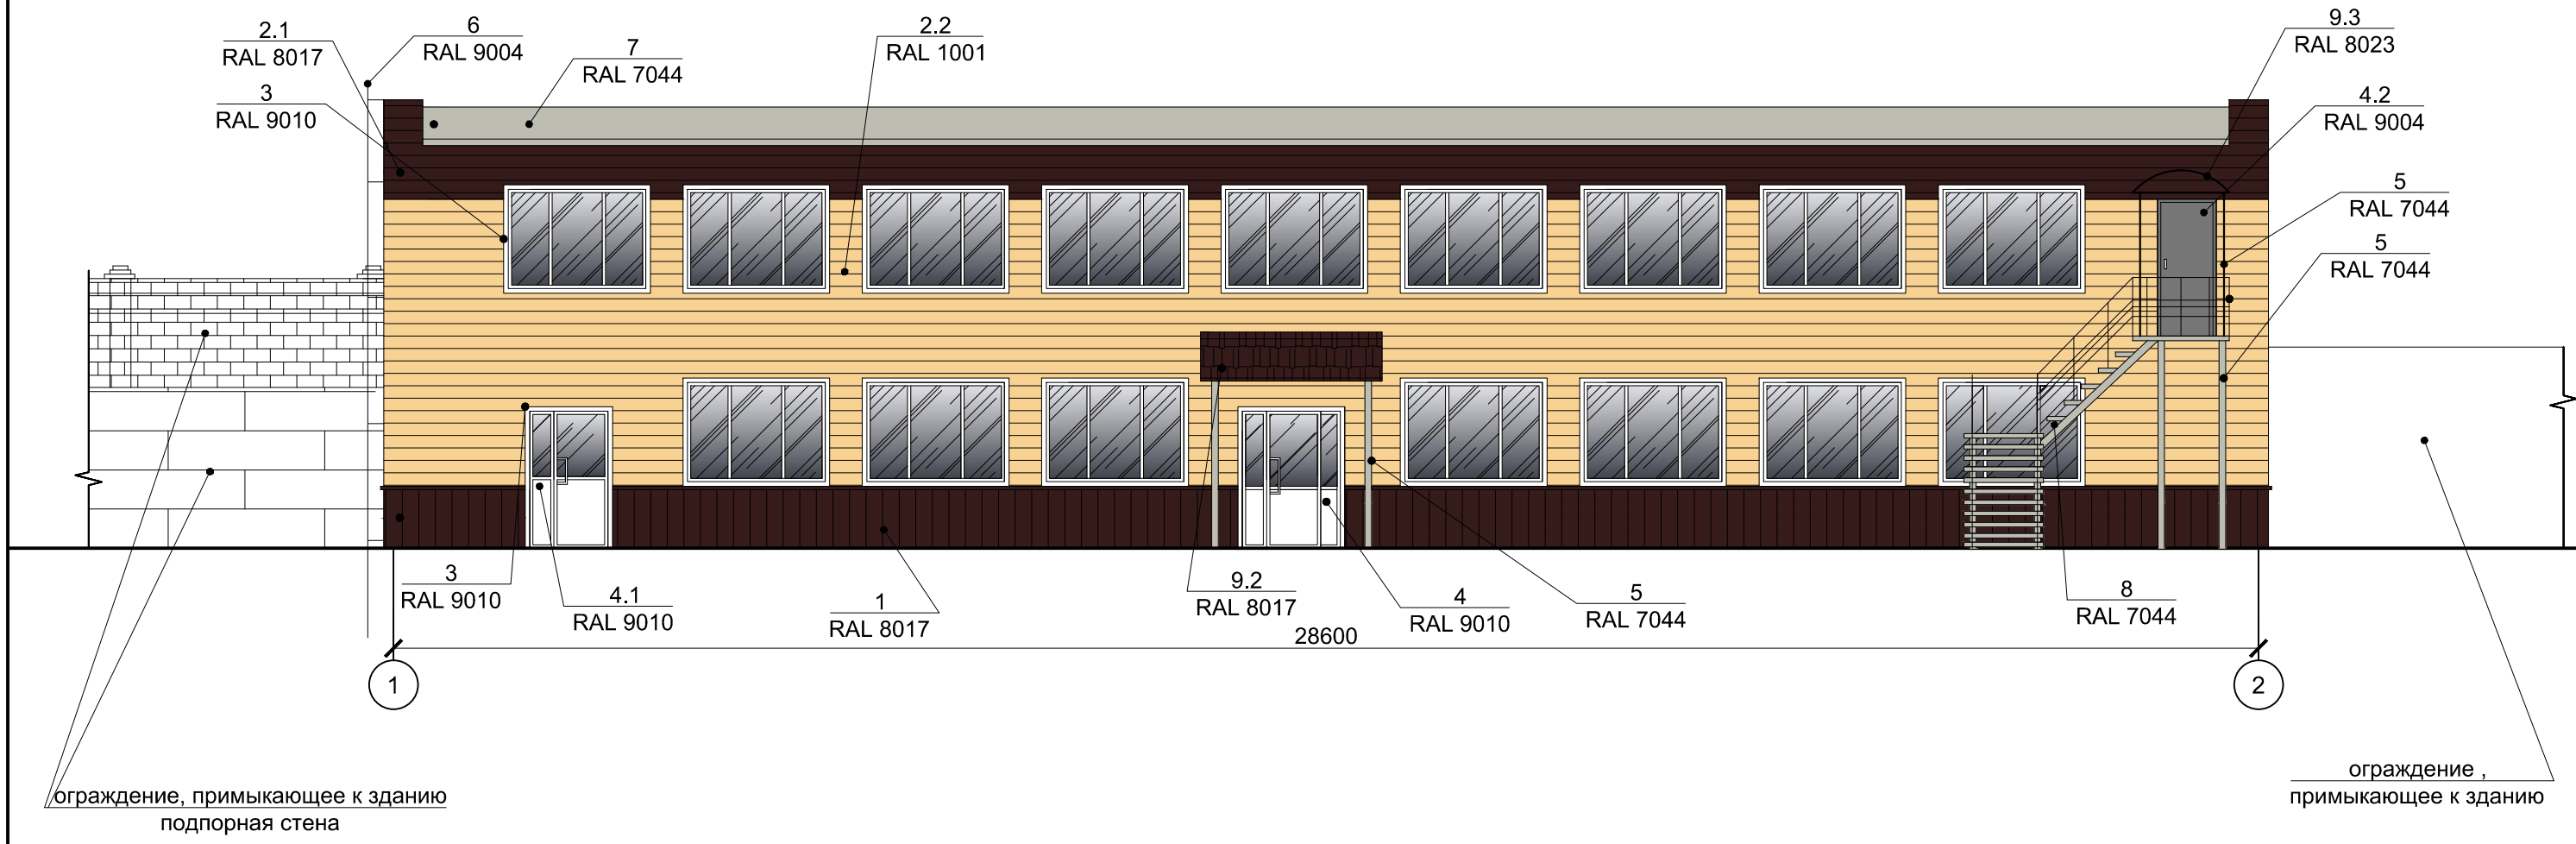 2.1
RAL 8017
6
RAL 9004
7
RAL 7044
2.2
RAL 1001
9.3
RAL 8023
3
RAL 9010
4.2
RAL 9004
5
RAL 7044
5
RAL 7044
3
RAL 9010
4.1
RAL 9010
1
RAL 8017
9.2
RAL 8017
4
RAL 9010
5
RAL 7044
8
RAL 7044
28600
1
2
ограждение, примыкающее к зданию
подпорная стена
ограждение ,
примыкающее к зданию